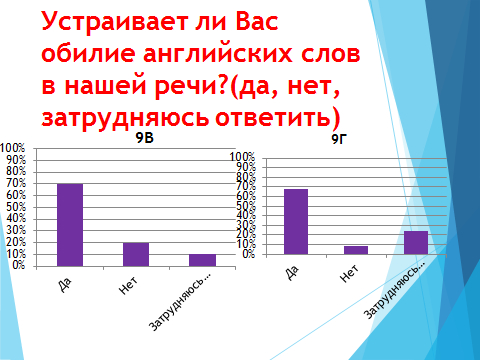 Устраивает ли Вас
обилие английских слов
в нашей речи?(да, нет,
затрудняюсь ответить)
9В
100%
90%
80%
70%
60%
50%
40%
30%
20%
10%
0%
Да
Нет
Затрудняюсь…
9Г
100%
90%
80%
70%
60%
50%
40%
30%
20%
10%
0%
Да
Нет
Затрудняюсь…